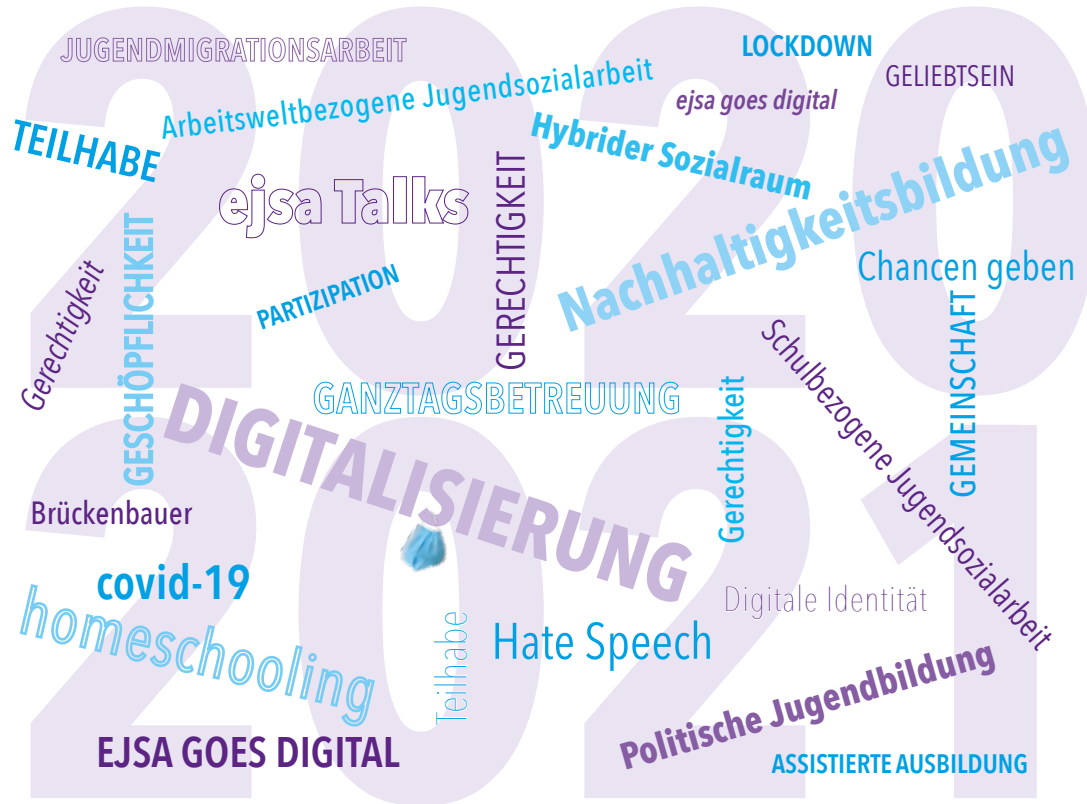 2020
2021
JUGENDMIGRATIONSARBEIT
LOCKDOWN
GELIEBTSEIN
Arbeitsweltbezogene Jugendsozialarbeit
ejsa goes digital
TEILHABE
Hybrider Sozialraum
ejsa Talks
GERECHTIGKEIT
Nachhaltigkeitsbildung
GESCHÖPFLICHKEIT
Gerechtigkeit
PARTIZIPATION
Chancen geben
GEMEINSCHAFT
Schulbezogene Jugendsozialarbeit
GANZTAGSBETREUUNG
Gerechtigkeit
DIGITALISIERUNG
Brückenbauer
covid-19
homeschooling
Teilhabe
Hate Speech
Digitale Identität
Politische Jugendbildung
EJSA GOES DIGITAL
ASSISTIERTE AUSBILDUNG